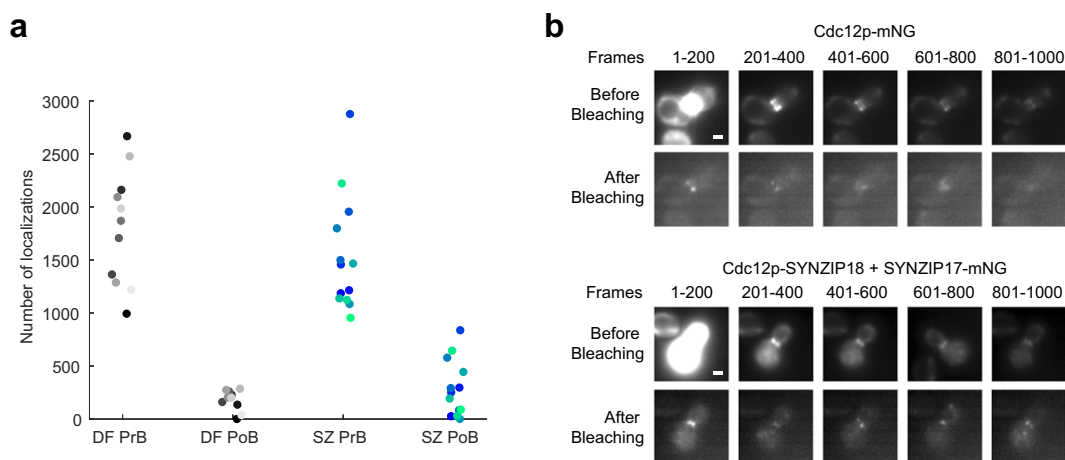 a
Number of localizations
3000
2500
2000
1500
1000
500
0
DF PrB
DF PoB
SZ PrB
SZ PoB
b
Cdc12p-mNG
Frames 1-200 201-400 401-600 601-800 801-1000
Before
Bleaching
After
Bleaching
Cdc12p-SYNZIP18 + SYNZIP17-mNG
Frames 1-200 201-400 401-600 601-800 801-1000
Before
Bleaching
After
Bleaching